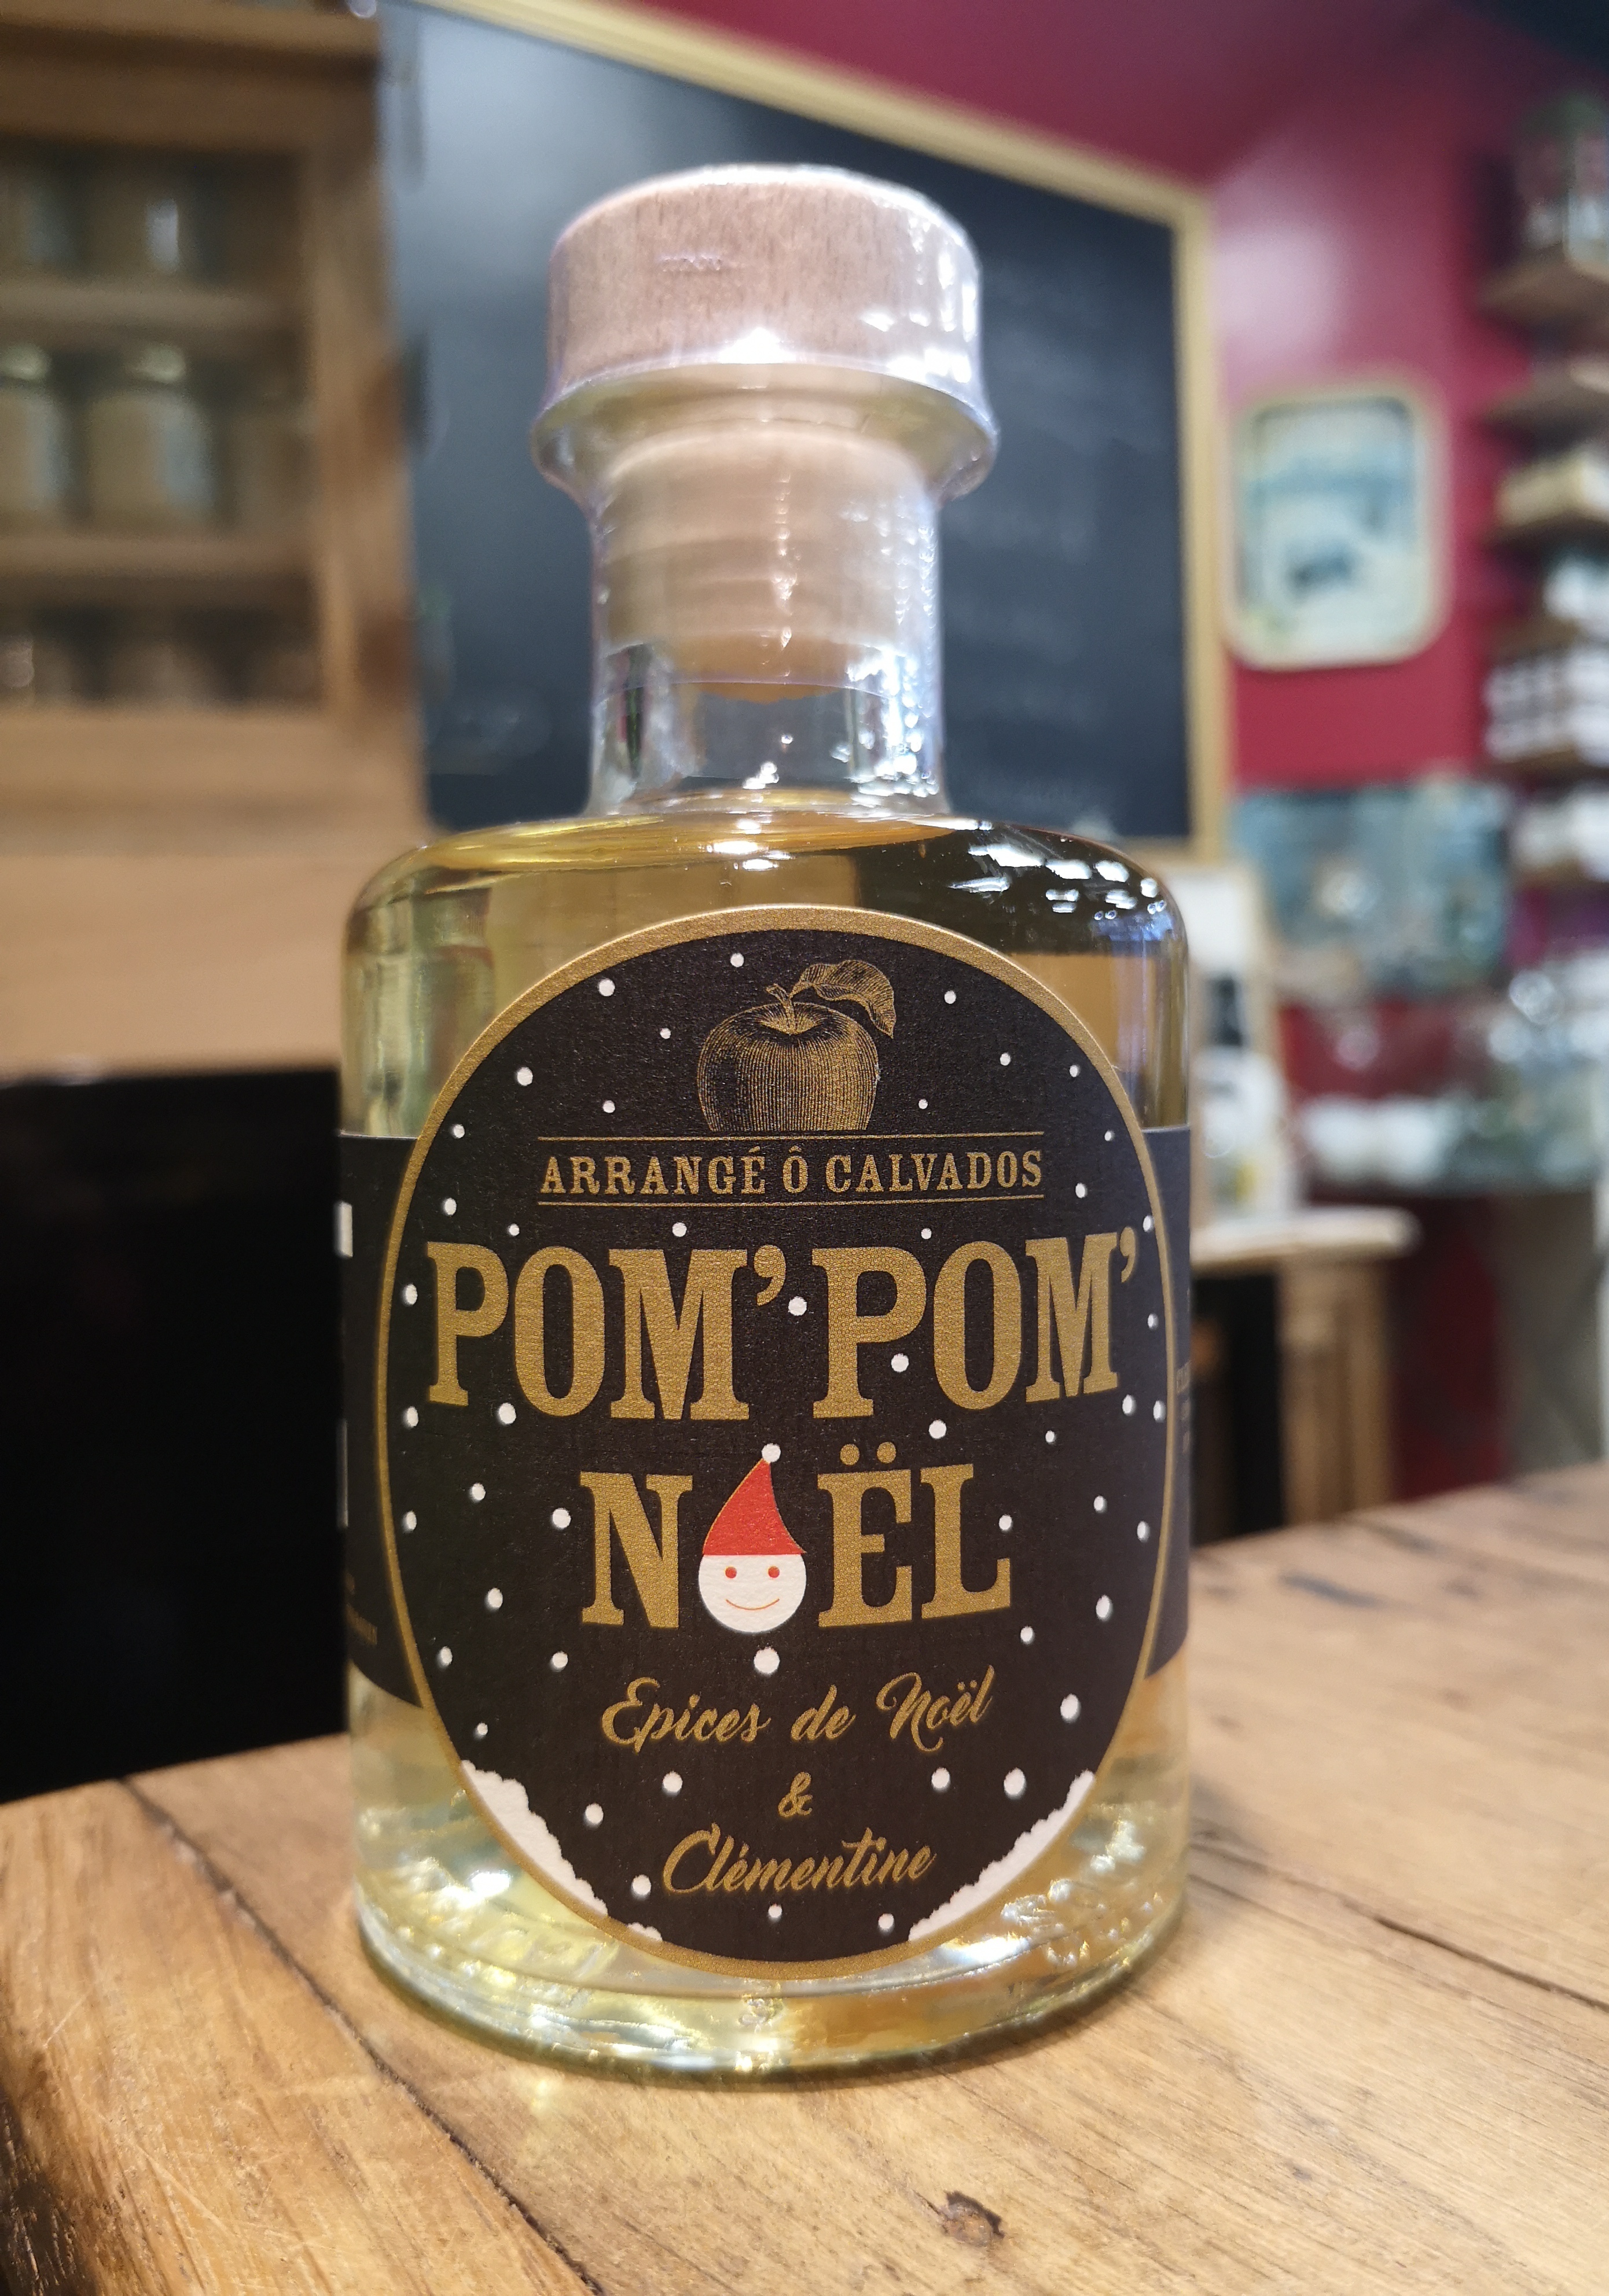 ARRANGÉ Ô CALVADOS
POM' POM'
NOËL
Epices de Noël
&
Clémentine